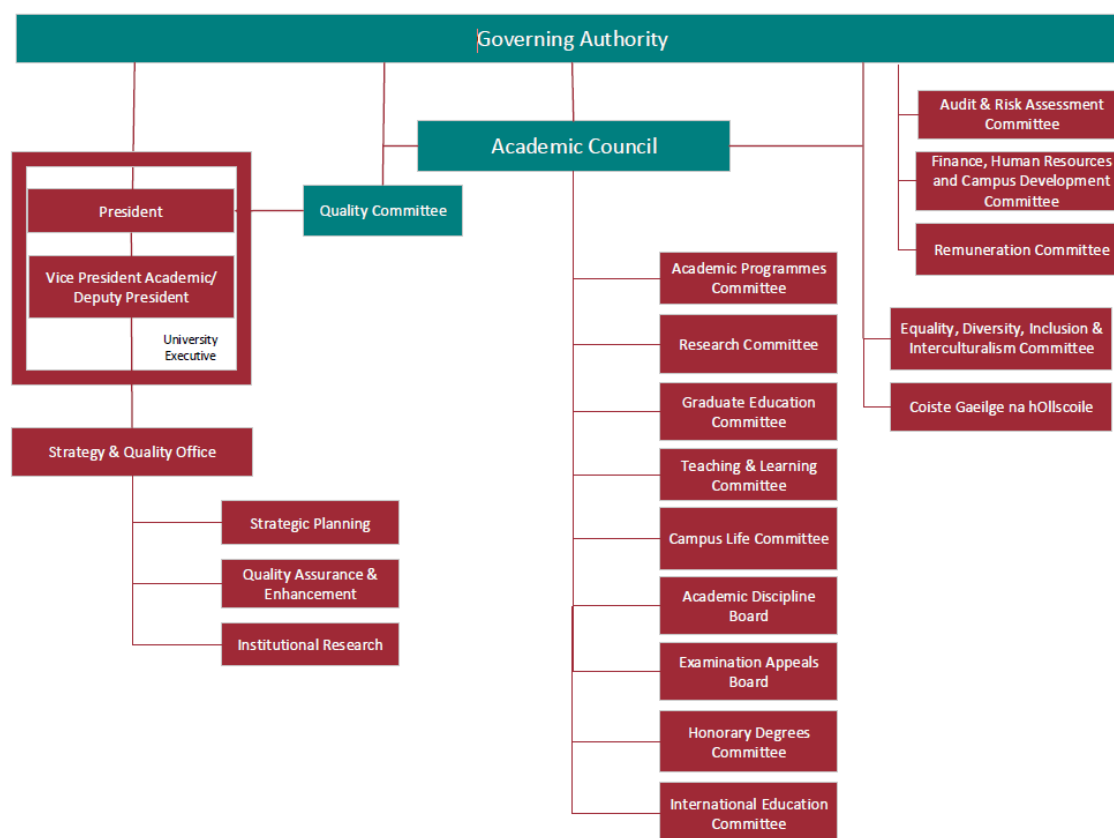 Governing Authority
Academic Council
Quality Committee
President
Vice President Academic/
Deputy President
University
Executive
Strategy & Quality Office
Strategic Planning
Quality Assurance &
Enhancement
Institutional Research
Academic Programmes
Committee
Research Committee
Graduate Education
Committee
Teaching & Learning
Committee
Campus Life Committee
Academic Discipline
Board
Examination Appeals
Board
Honorary Degrees
Committee
International Education
Committee
Audit & Risk Assessment
Committee
Finance, Human Resources
and Campus Development
Committee
Remuneration Committee
Equality, Diversity, Inclusion &
Interculturalism Committee
Coiste Gaeilge na hOllscoile